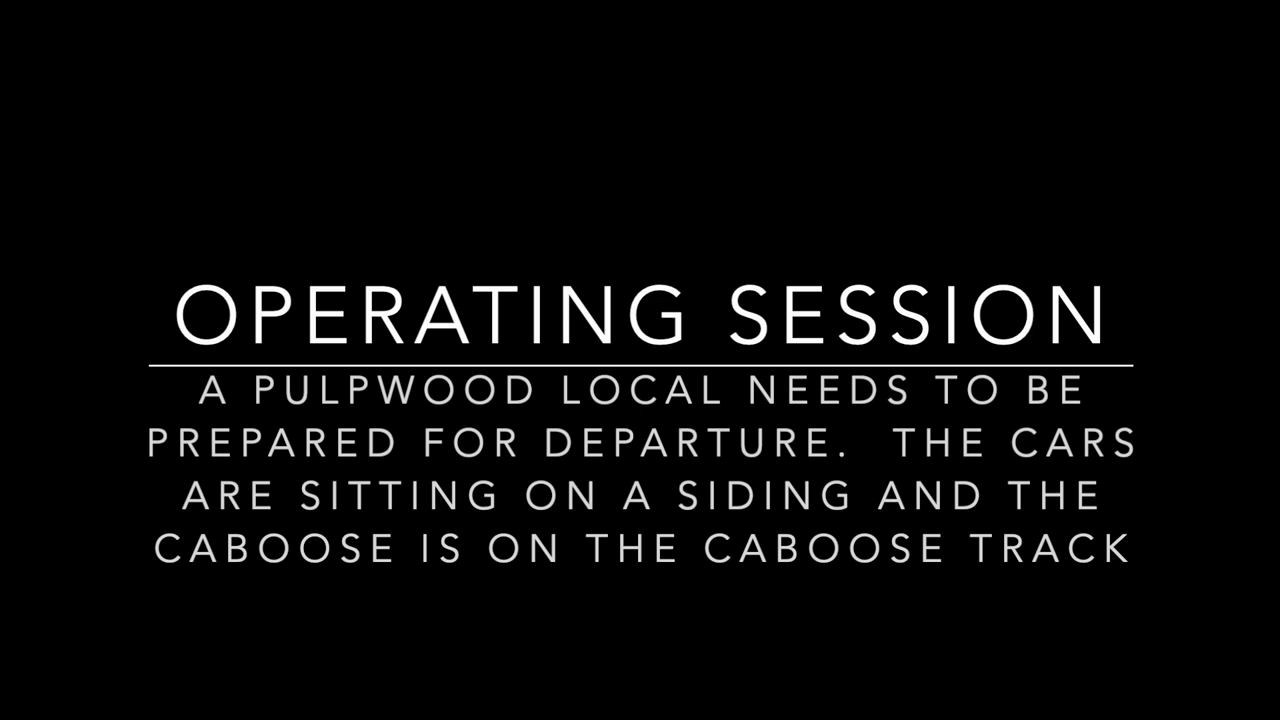 OPERATING SESSION
A PULPWOOD LOCAL NEEDS TO BE
PREPARED FOR DEPARTURE.  THE CARS
ARE SITTING ON A SIDING AND THE
CABOOSE IS ON THE CABOOSE TRACK